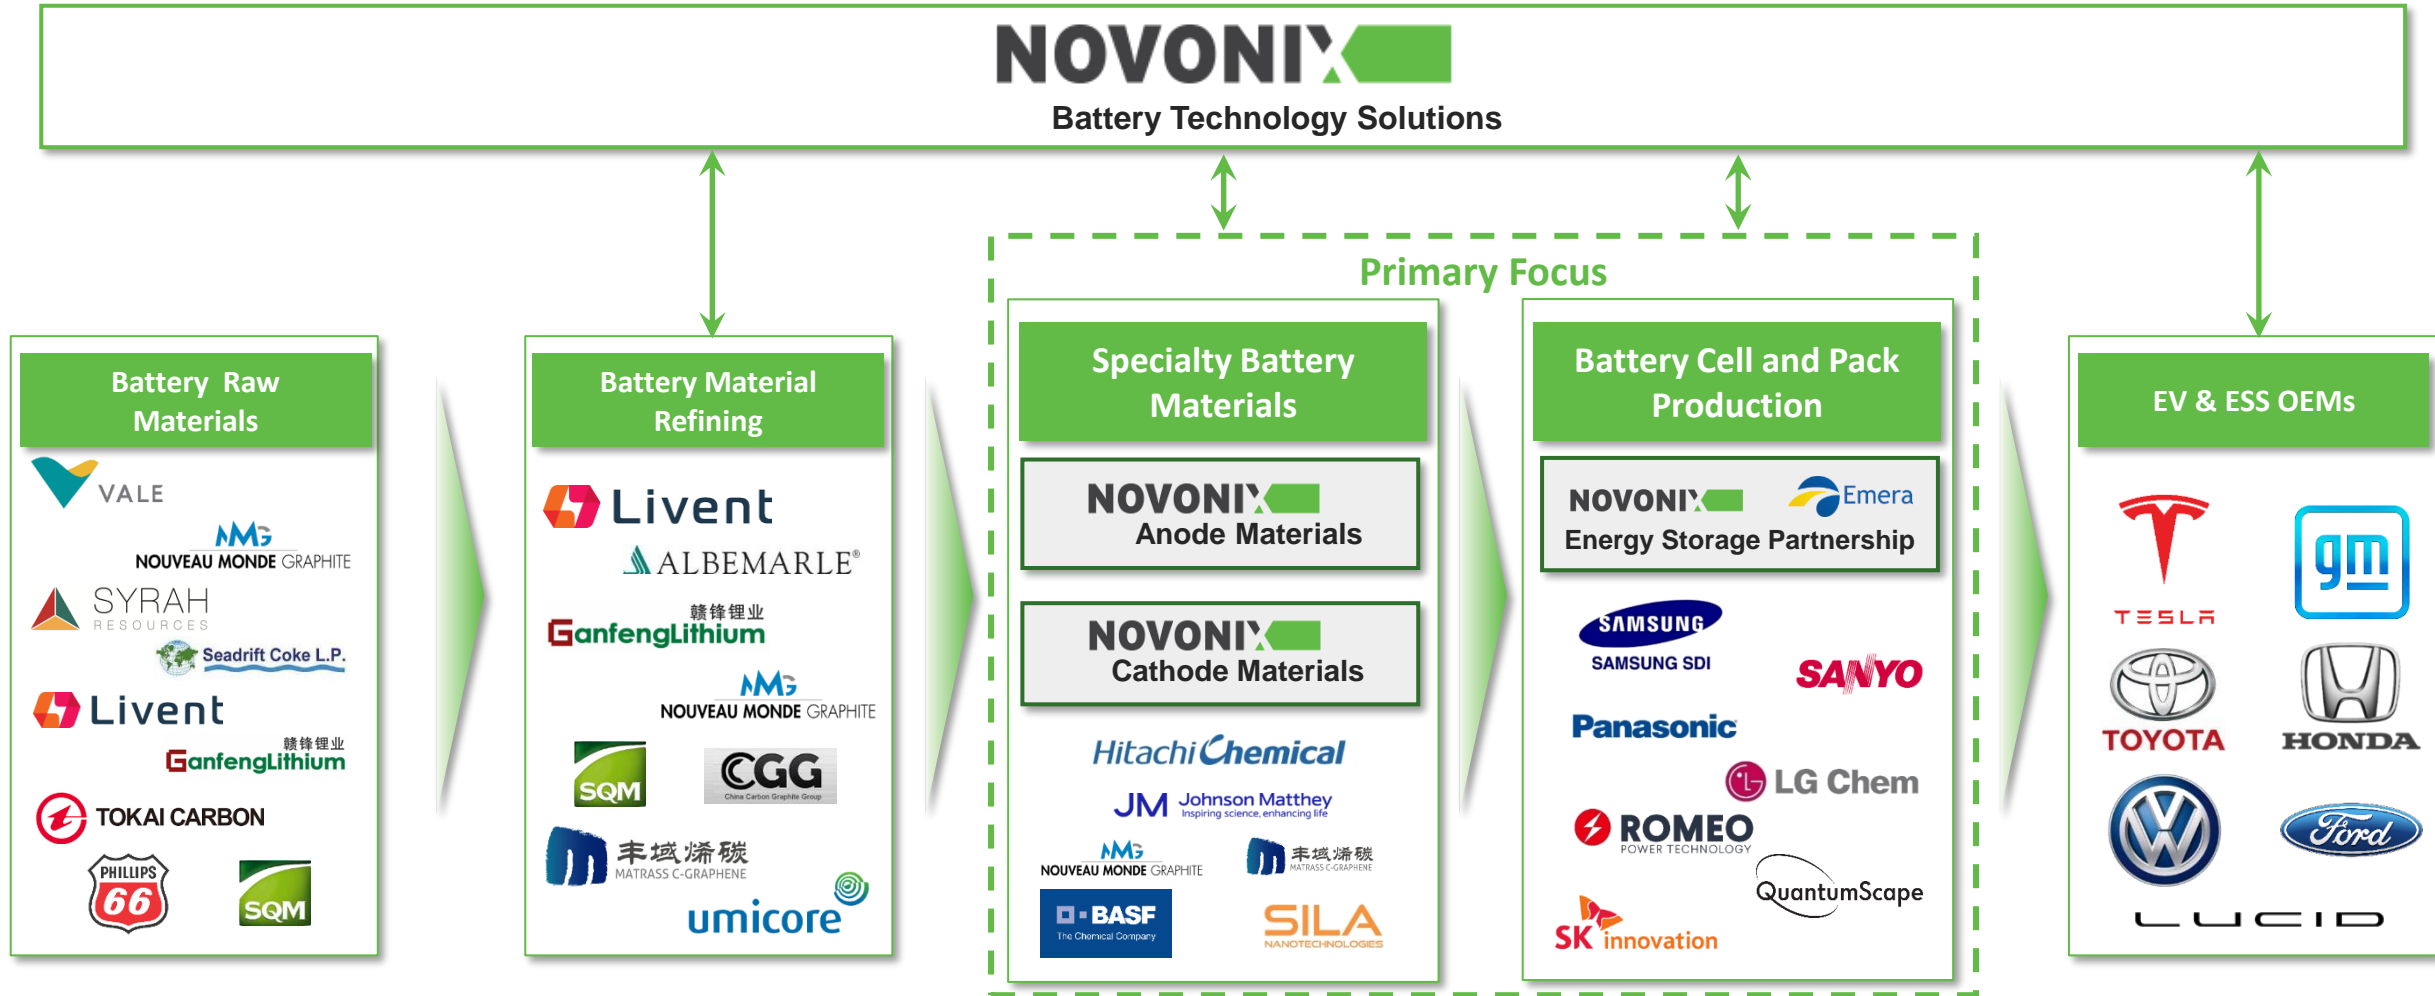 NOVONIX
Battery Technology Solutions
Primary Focus
Battery Raw
Materials
VALE
NMG
NOUVEAU MONDE GRAPHITE
SYRAH
RESOURCES
Seadrift Coke L.P.
Livent
赣锋锂业
GanfengLithium
TOKAI CARBON
PHILLIPS
66
SQM
Battery Material
Refining
Livent
ALBEMARLE®
赣锋锂业
GanfengLithium
NMG
NOUVEAU MONDE GRAPHITE
SQM
CGG
China Carbon Graphite Group
丰域烯碳
MATRASS C-GRAPHENE
umicore
Specialty Battery
Materials
NOVONIX
Anode Materials
NOVONIX
Cathode Materials
Hitachi Chemical
JM Johnson Matthey
Inspiring science, enhancing life
NMG
NOUVEAU MONDE GRAPHITE
丰域烯碳
MATRASS C-GRAPHENE
BASF
The Chemical Company
SILA
NANOTECHNOLOGIES
Battery Cell and Pack
Production
NOVONIX
Emera
Energy Storage Partnership
SAMSUNG
SAMSUNG SDI
SANYO
Panasonic
LG Chem
ROMEO
POWER TECHNOLOGY
QuantumScape
SK innovation
EV & ESS OEMs
TESLA
gm
TOYOTA
HONDA
VW
Ford
LUCID